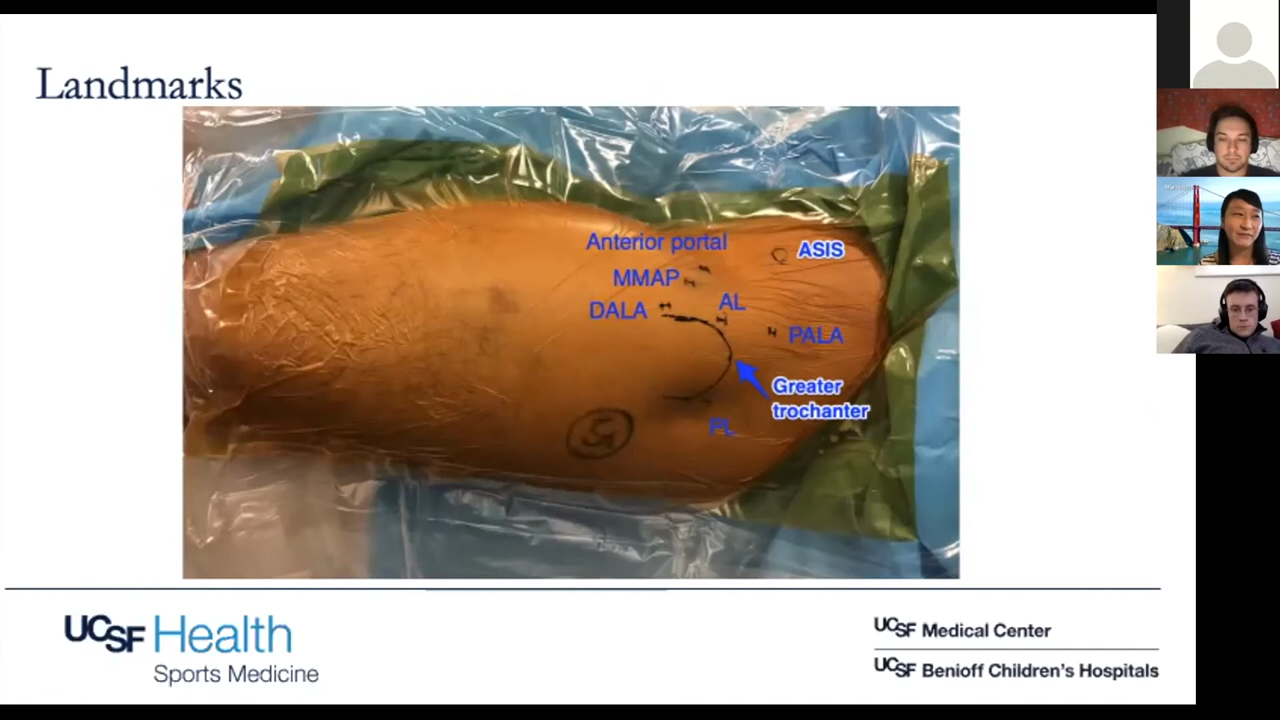 Landmarks
Anterior portal
ASIS
MMAP
AL
DALA
PALA
Greater
trochanter
PL
UCSF Health
Sports Medicine
UCSF Medical Center
UCSF Benioff Children's Hospitals